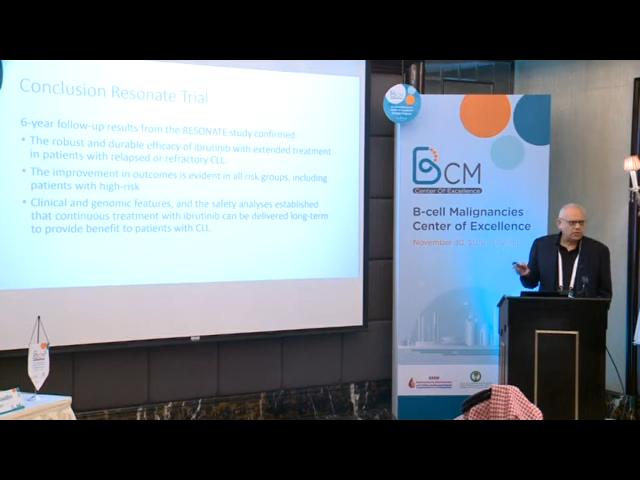 Conclusion Resonate Trial
6-year follow-up results from the RESONATE study confirmed
• The robust and durable efficacy of ibrutinib with extended treatment
in patients with relapsed or refractory CLL.
• The improvement in outcomes is evident in all risk groups, including
patients with high-risk
• Clinical and genomic features, and the safety analyses established
that continuous treatment with ibrutinib can be delivered long-term
to provide benefit to patients with CLL.
BCM
Center Of Excellence
B-cell Malignancies
Center of Excellence
November 30,